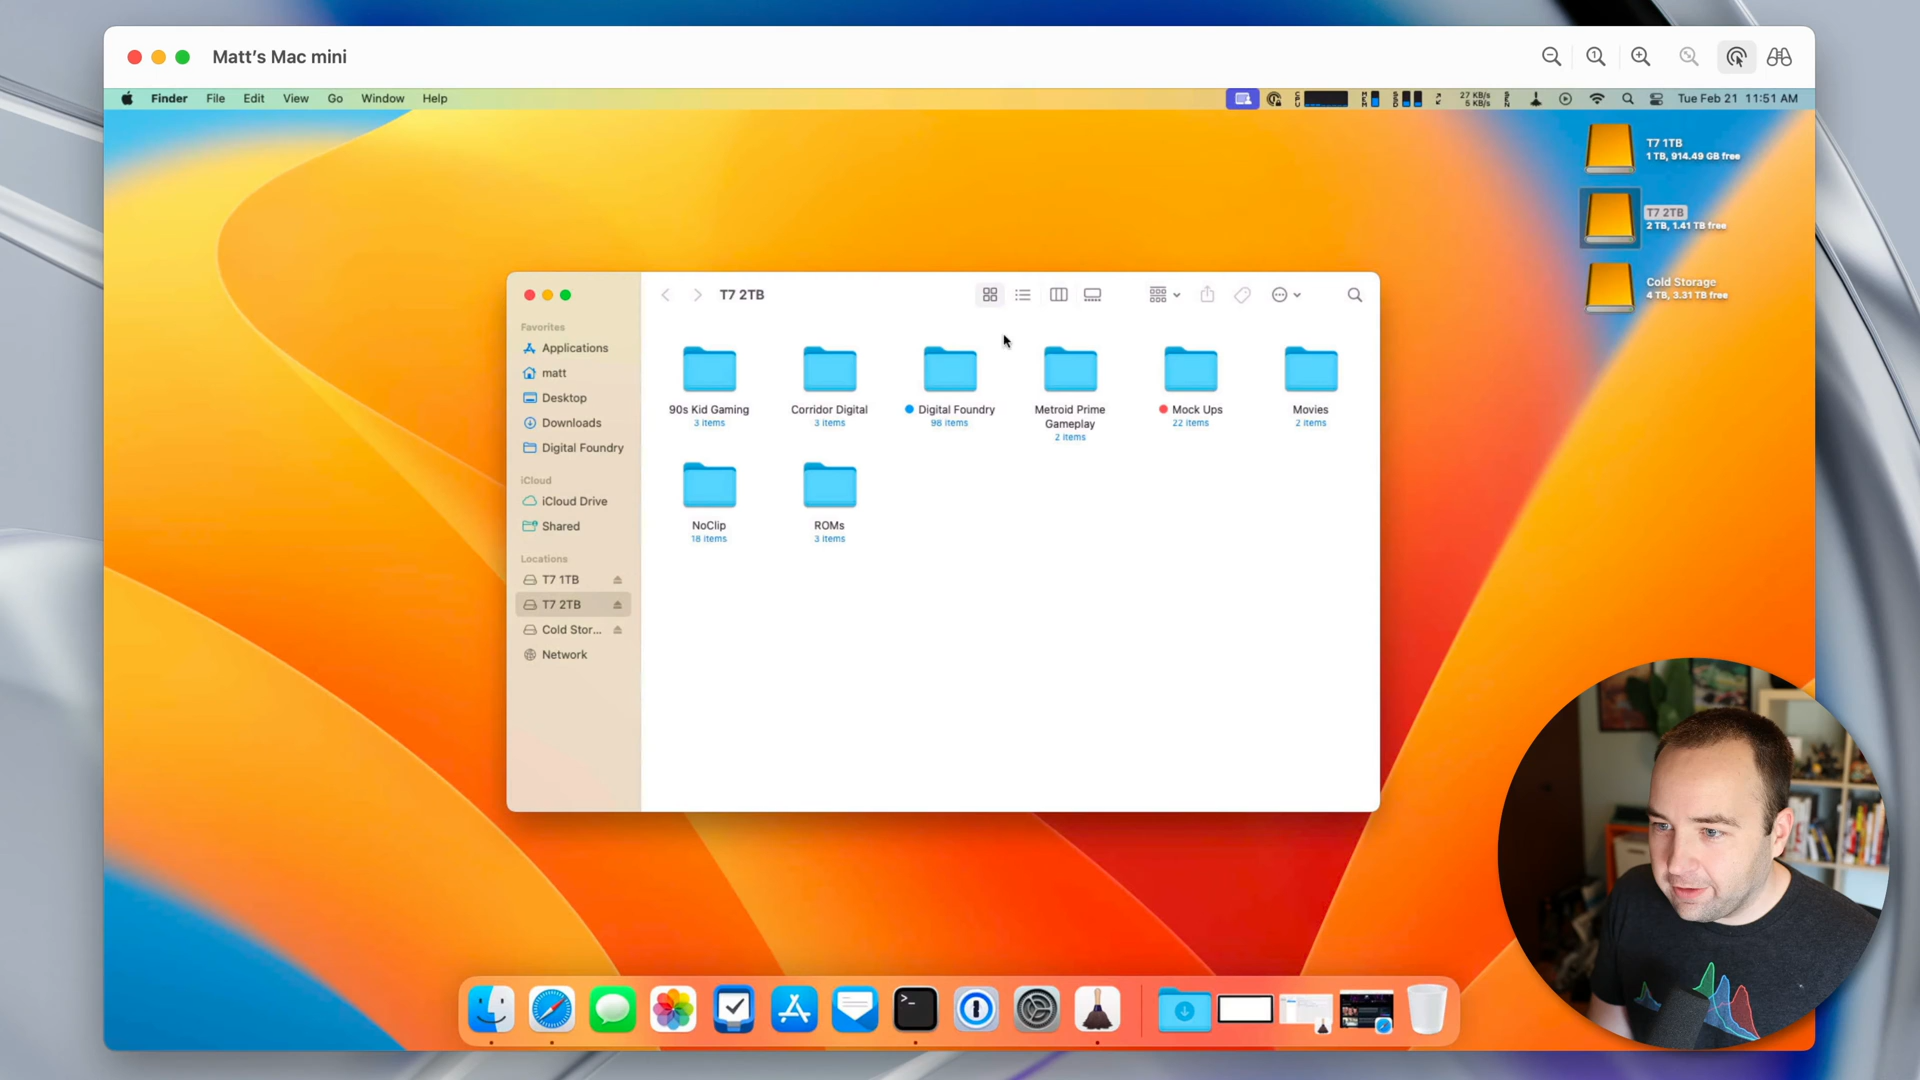 Matt's Mac mini
Finder File Edit View Go Window Help
27 KB/s
5 KB/s
Tue Feb 21 11:51 AM
T7 1TB
1 TB, 914.49 GB free
T7 2TB
2 TB, 1.41 TB free
Cold Storage
4 TB, 3.31 TB free
T7 2TB
Favorites
Applications
matt
Desktop
Downloads
Digital Foundry
iCloud
iCloud Drive
Shared
Locations
T7 1TB
T7 2TB
Cold Stor...
Network
90s Kid Gaming
3 items
Corridor Digital
3 items
Digital Foundry
98 items
Metroid Prime
Gameplay
2 items
Mock Ups
22 items
Movies
2 items
NoClip
18 items
ROMs
3 items